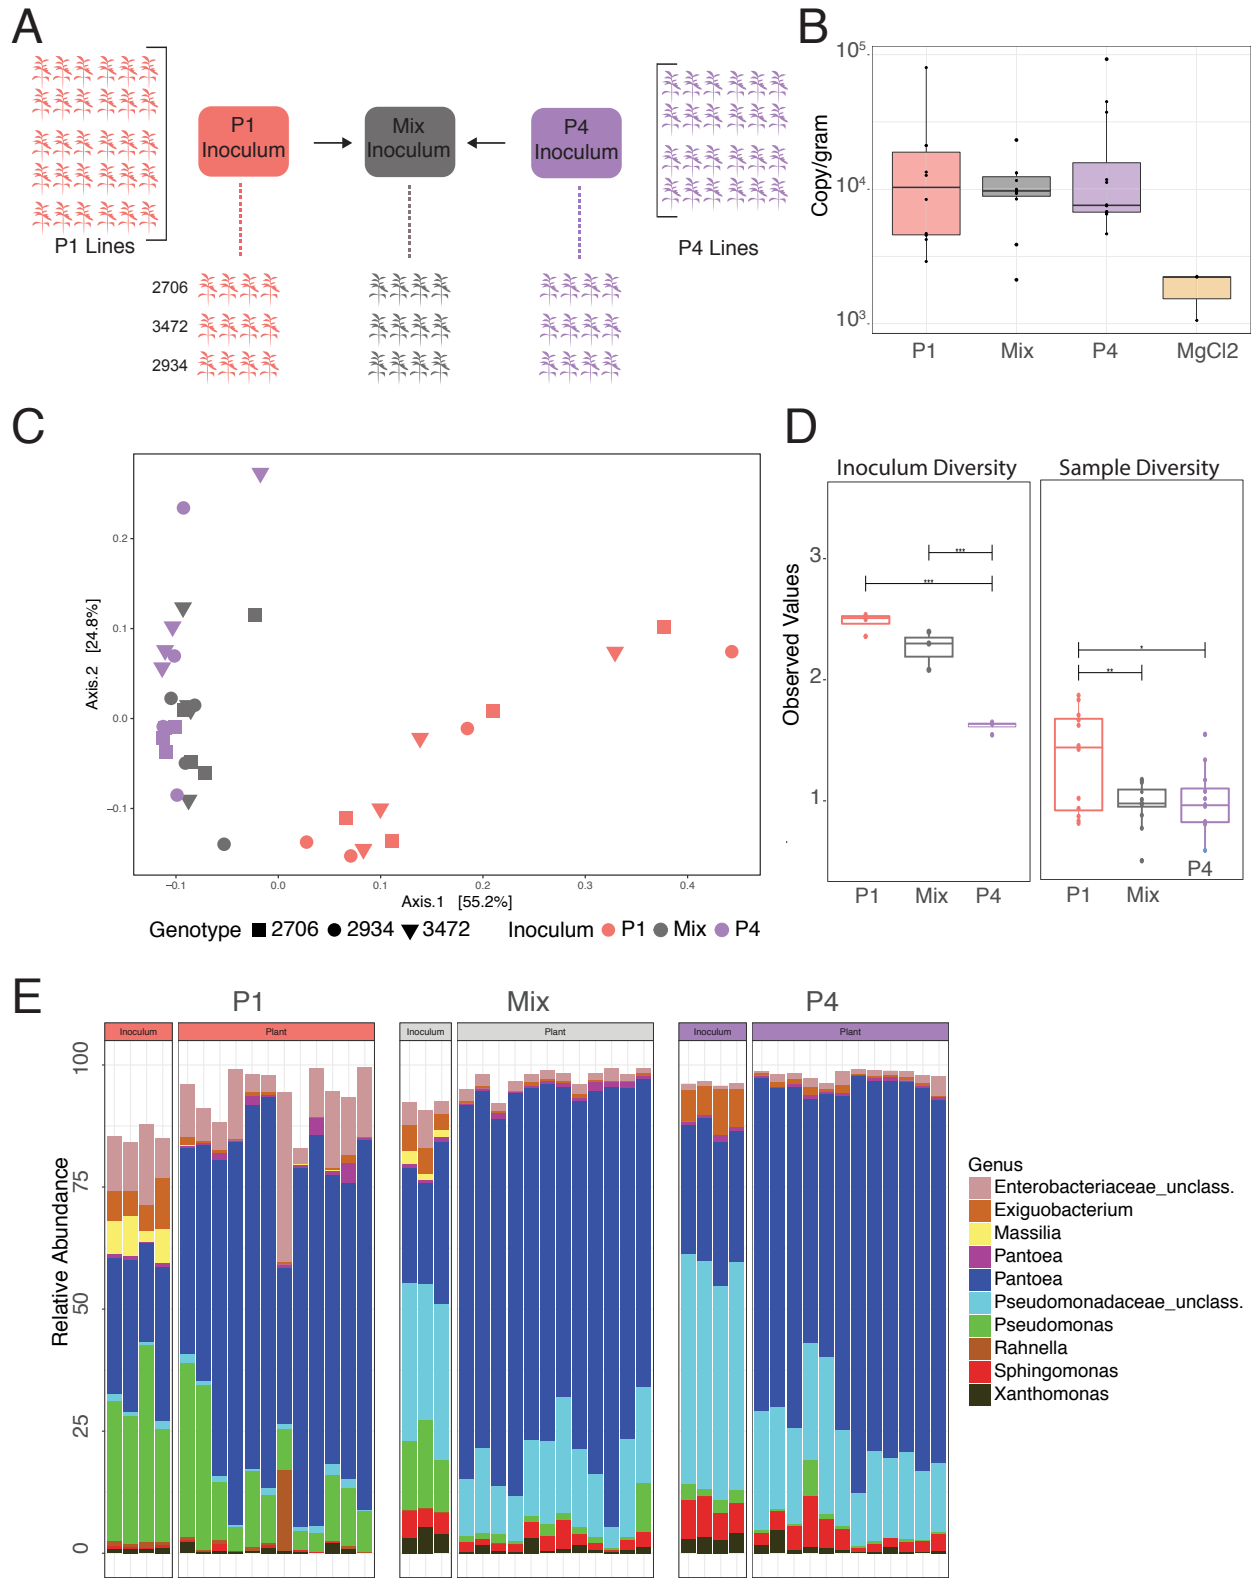 A
P1 Lines
P1
Inoculum
Mix
Inoculum
P4
Inoculum
P4 Lines
2706
3472
2934
B
Copy/gram
10^5
10^4
10^3
P1
Mix
P4
MgCl2
C
Axis.2 [24.8%]
0.2
0.1
0.0
−0.1
−0.1
0.0
0.1
0.2
0.3
0.4
Axis.1 [55.2%]
Genotype 2706 2934 3472 Inoculum P1 Mix P4
D
Inoculum Diversity
Sample Diversity
Observed Values
3
2
1
***
***
*
**
P1
Mix
P4
P1
Mix
P4
E
P1
Mix
P4
Inoculum
Plant
Inoculum
Plant
Inoculum
Plant
Relative Abundance
100
75
50
25
0
Genus
Enterobacteriaceae_unclass.
Exiguobacterium
Massilia
Pantoea
Pantoea
Pseudomonadaceae_unclass.
Pseudomonas
Rahnella
Sphingomonas
Xanthomonas